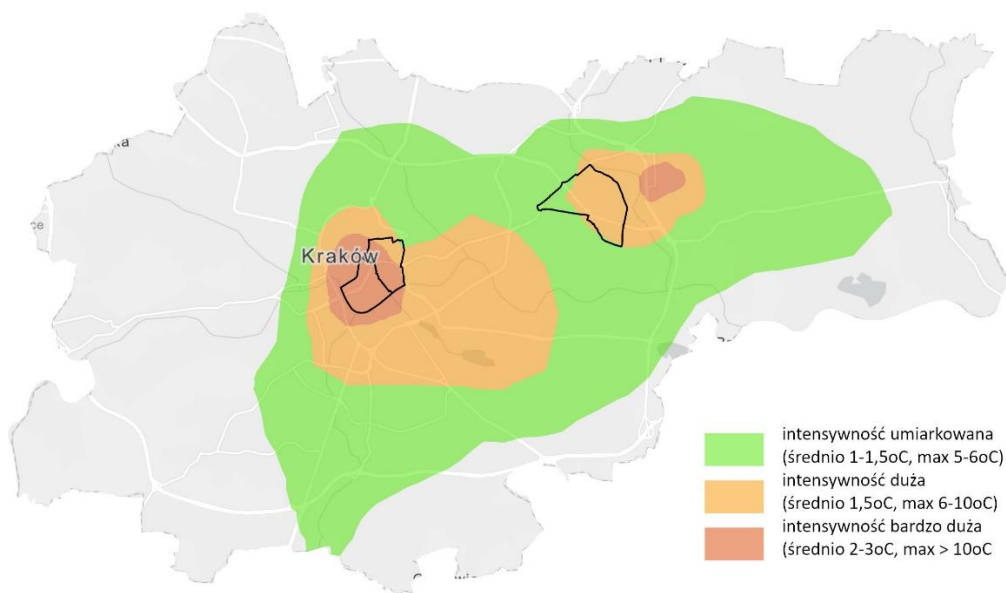 Kraków
intensywność umiarkowana
(średnio 1-1,5oC, max 5-6oC)
intensywność duża
(średnio 1,5oC, max 6-10oC)
intensywność bardzo duża
(średnio 2-3oC, max > 10oC